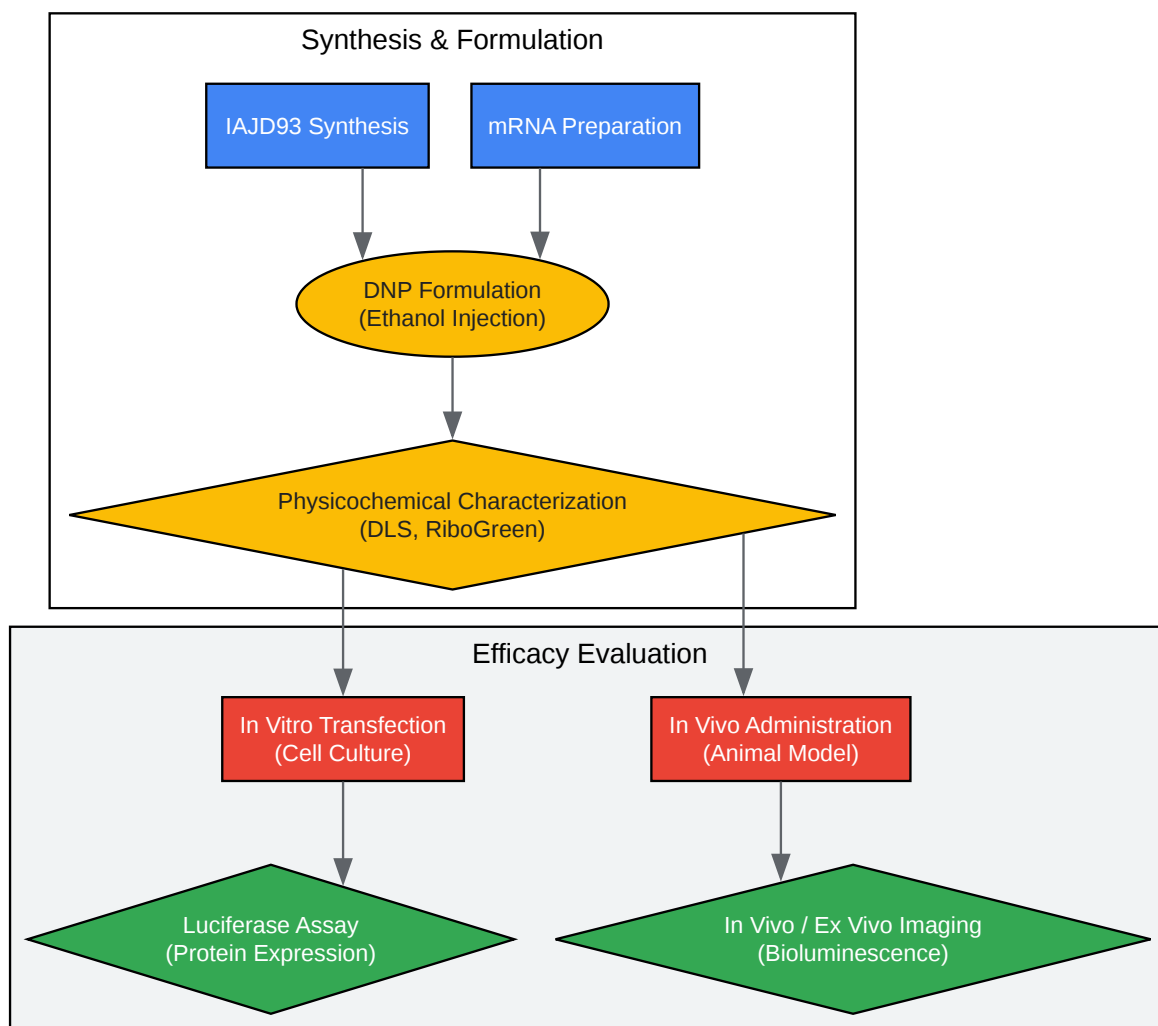 Synthesis & Formulation
IAJD93 Synthesis
mRNA Preparation
DNP Formulation
(Ethanol Injection)
Physicochemical Characterization
(DLS, RiboGreen)
Efficacy Evaluation
In Vitro Transfection
(Cell Culture)
In Vivo Administration
(Animal Model)
Luciferase Assay
(Protein Expression)
In Vivo / Ex Vivo Imaging
(Bioluminescence)